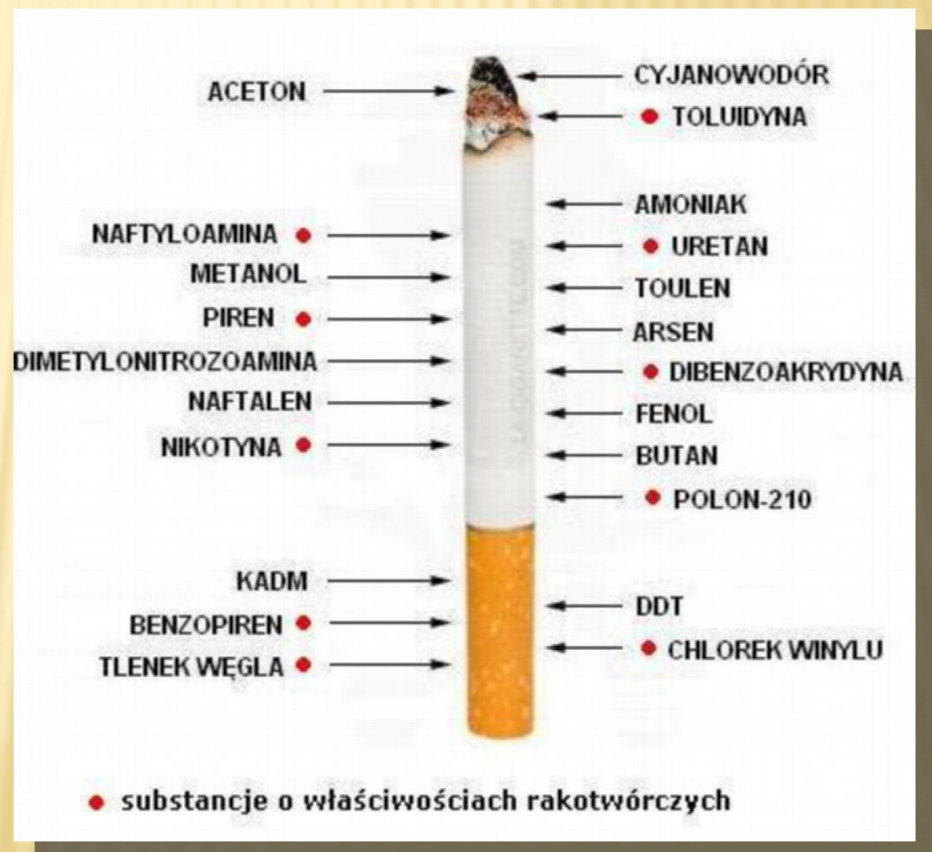 ACETON
CYJANOWODÓR
TOLUIDYNA
AMONIAK
NAFTYLOAMINA
URETAN
METANOL
TOULEN
PIREN
ARSEN
DIMETYLONITROZOAMINA
DIBENZOAKRYDYNA
NAFTALEN
FENOL
NIKOTYNA
BUTAN
POLON-210
KADM
DDT
BENZOPIREN
CHLOREK WINYLU
TLENEK WĘGLA
substancje o właściwościach rakotwórczych